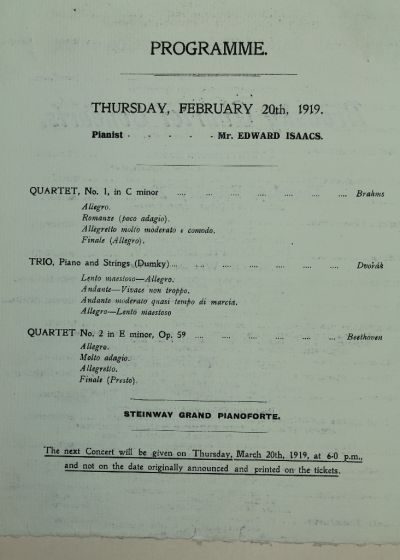 PROGRAMME.
THURSDAY, FEBRUARY 20th, 1919.
Pianist . . . . . Mr. EDWARD ISAACS.
QUARTET, No. 1, in C minor .... .... .... .... .... .... Brahms
Allegro.
Romanze (poco adagio).
Allegretto molto moderato e comodo.
Finale (Allegro).
TRIO, Piano and Strings (Dumky) .... .... .... .... .... .... Dvořák
Lento maestoso—Allegro.
Andante—Vivace non troppo.
Andante moderato quasi tempo di marcia.
Allegro—Lento maestoso
QUARTET No. 2 in E minor, Op. 59 .... .... .... .... .... Beethoven
Allegro.
Molto adagio.
Allegretto.
Finale (Presto).
STEINWAY GRAND PIANOFORTE.
The next Concert will be given on Thursday, March 20th, 1919, at 6-0 p.m.,
and not on the date originally announced and printed on the tickets.